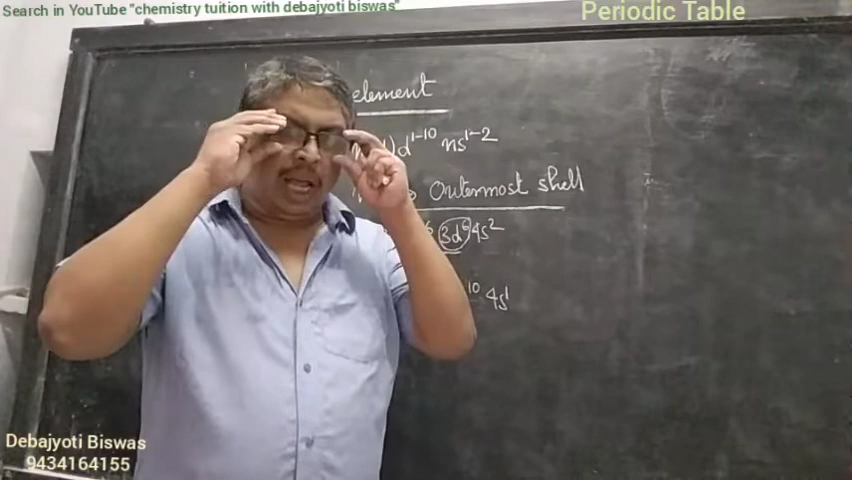 Search in YouTube "chemistry tuition with debajyoti biswas"
Periodic Table
element
d¹⁻¹⁰ ns¹⁻²
Outermost shell
3d⁶ 4s²
10 4s¹
Debajyoti Biswas
9434164155